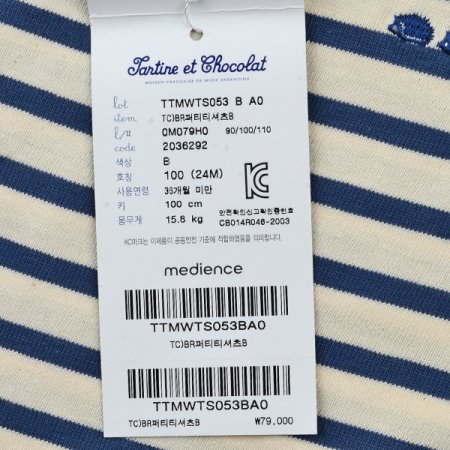 Tartine et Chocolat
MAISON FRANÇAISE DE MODE ENFANTINE
lot TTMWTS053 B A0
item TC)BR퍼티티셔츠B
l/# 0M079H0 90/100/110
code 2036292
색상 B
호칭 100 (24M)
사용연령 36개월 미만
키 100 cm
몸무게 15.6 kg
안전확인신고확인증번호
CB014R046-2003
KC마크는 이제품이 공통안전 기준에 적합하였음을 의미합니다.
medience
TTMWTS053BA0
TC)BR퍼티티셔츠B
TTMWTS053BA0
TC)BR퍼티티셔츠B
₩79,000